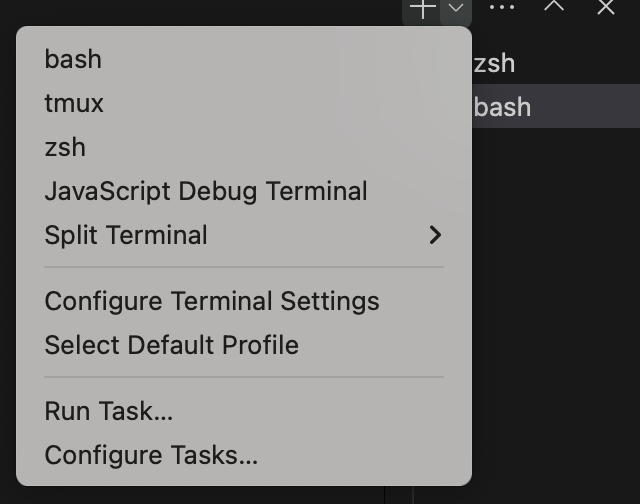 bash
tmux
zsh
JavaScript Debug Terminal
Split Terminal
Configure Terminal Settings
Select Default Profile
Run Task...
Configure Tasks...
zsh
bash